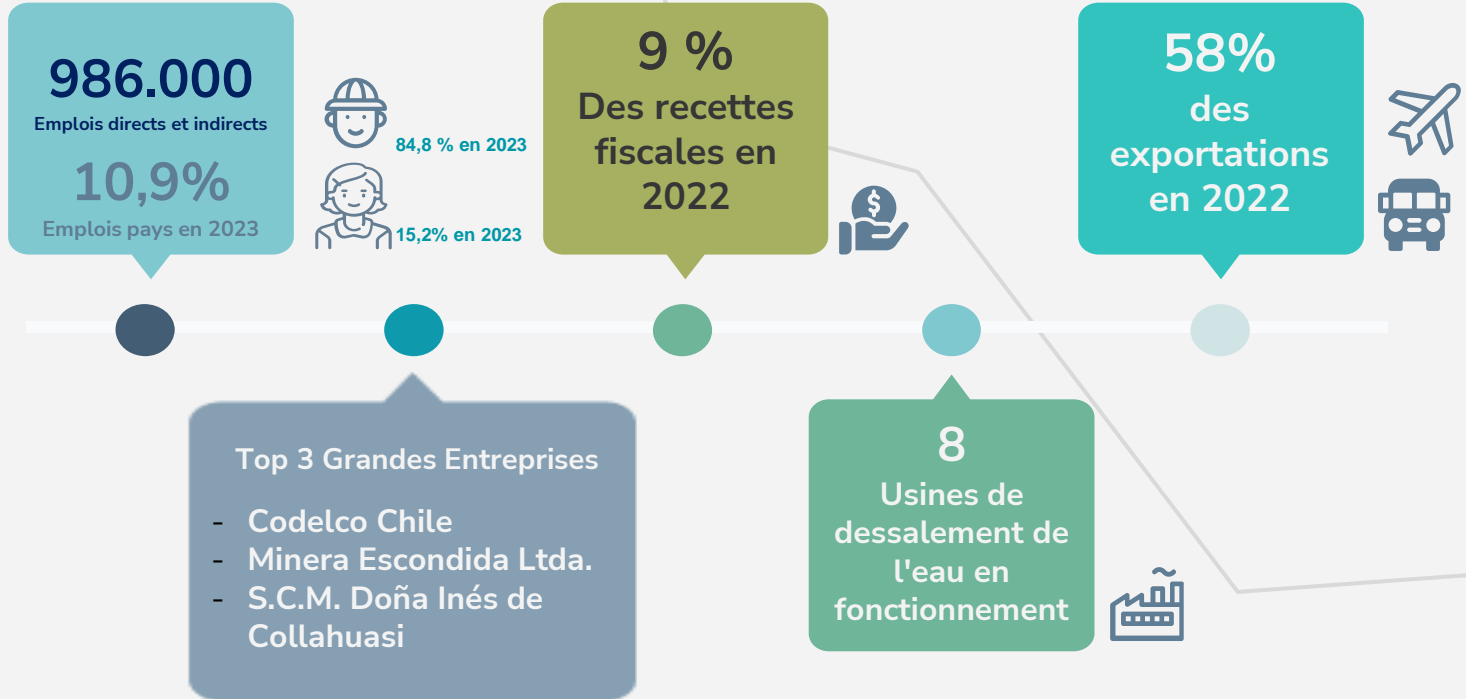 986.000
Emplois directs et indirects
10,9%
Emplois pays en 2023
84,8 % en 2023
15,2% en 2023
9 %
Des recettes
fiscales en
2022
$
58%
des
exportations
en 2022
Top 3 Grandes Entreprises
- Codelco Chile
- Minera Escondida Ltda.
- S.C.M. Doña Inés de
Collahuasi
8
Usines de
dessalement de
l'eau en
fonctionnement